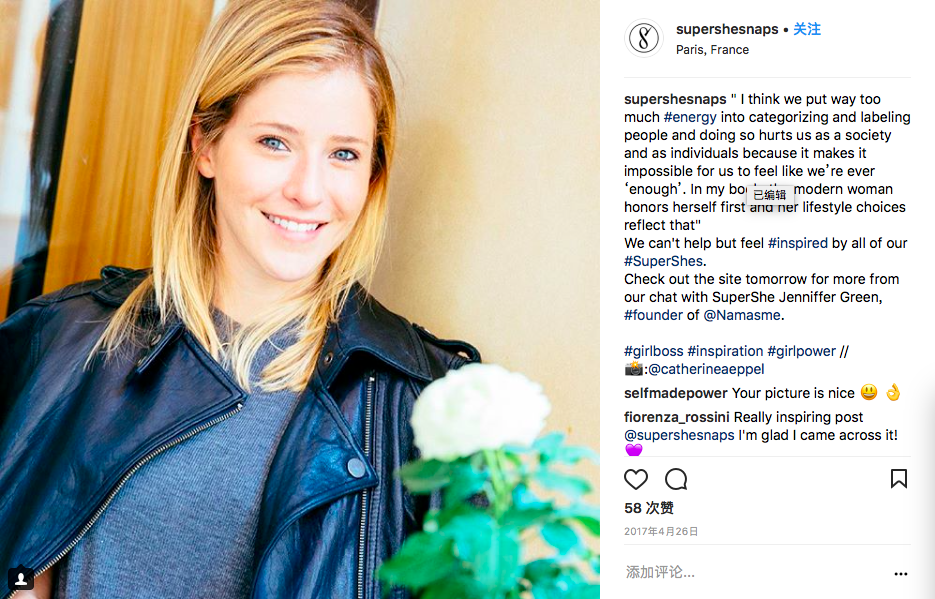 supershesnaps • 关注
Paris, France
supershesnaps " I think we put way too
much #energy into categorizing and labeling
people and doing so hurts us as a society
and as individuals because it makes it
impossible for us to feel like we’re ever
‘enough’. In my modern woman
已编辑
honors herself first and her lifestyle choices
reflect that"
We can't help but feel #inspired by all of our
#SuperShes.
Check out the site tomorrow for more from
our chat with SuperShe Jenniffer Green,
#founder of @Namasme.
#girlboss #inspiration #girlpower //
📸:@catherineaeppel
selfmadepower Your picture is nice 😃 👌
fiorenza_rossini Really inspiring post
@supershesnaps I'm glad I came across it!
💜
58 次赞
2017年4月26日
添加评论...